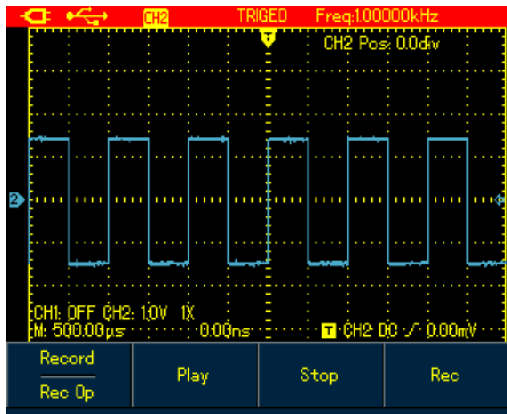 CH2 TRIGED Freq:1.00000kHz
T
CH2 Pos: 0.0div
2
CH1: OFF CH2: 1.0V 1X
M: 500.00μs 0.00ns T CH2 DC 0.00mV
Record Play Stop Rec
Rec Op